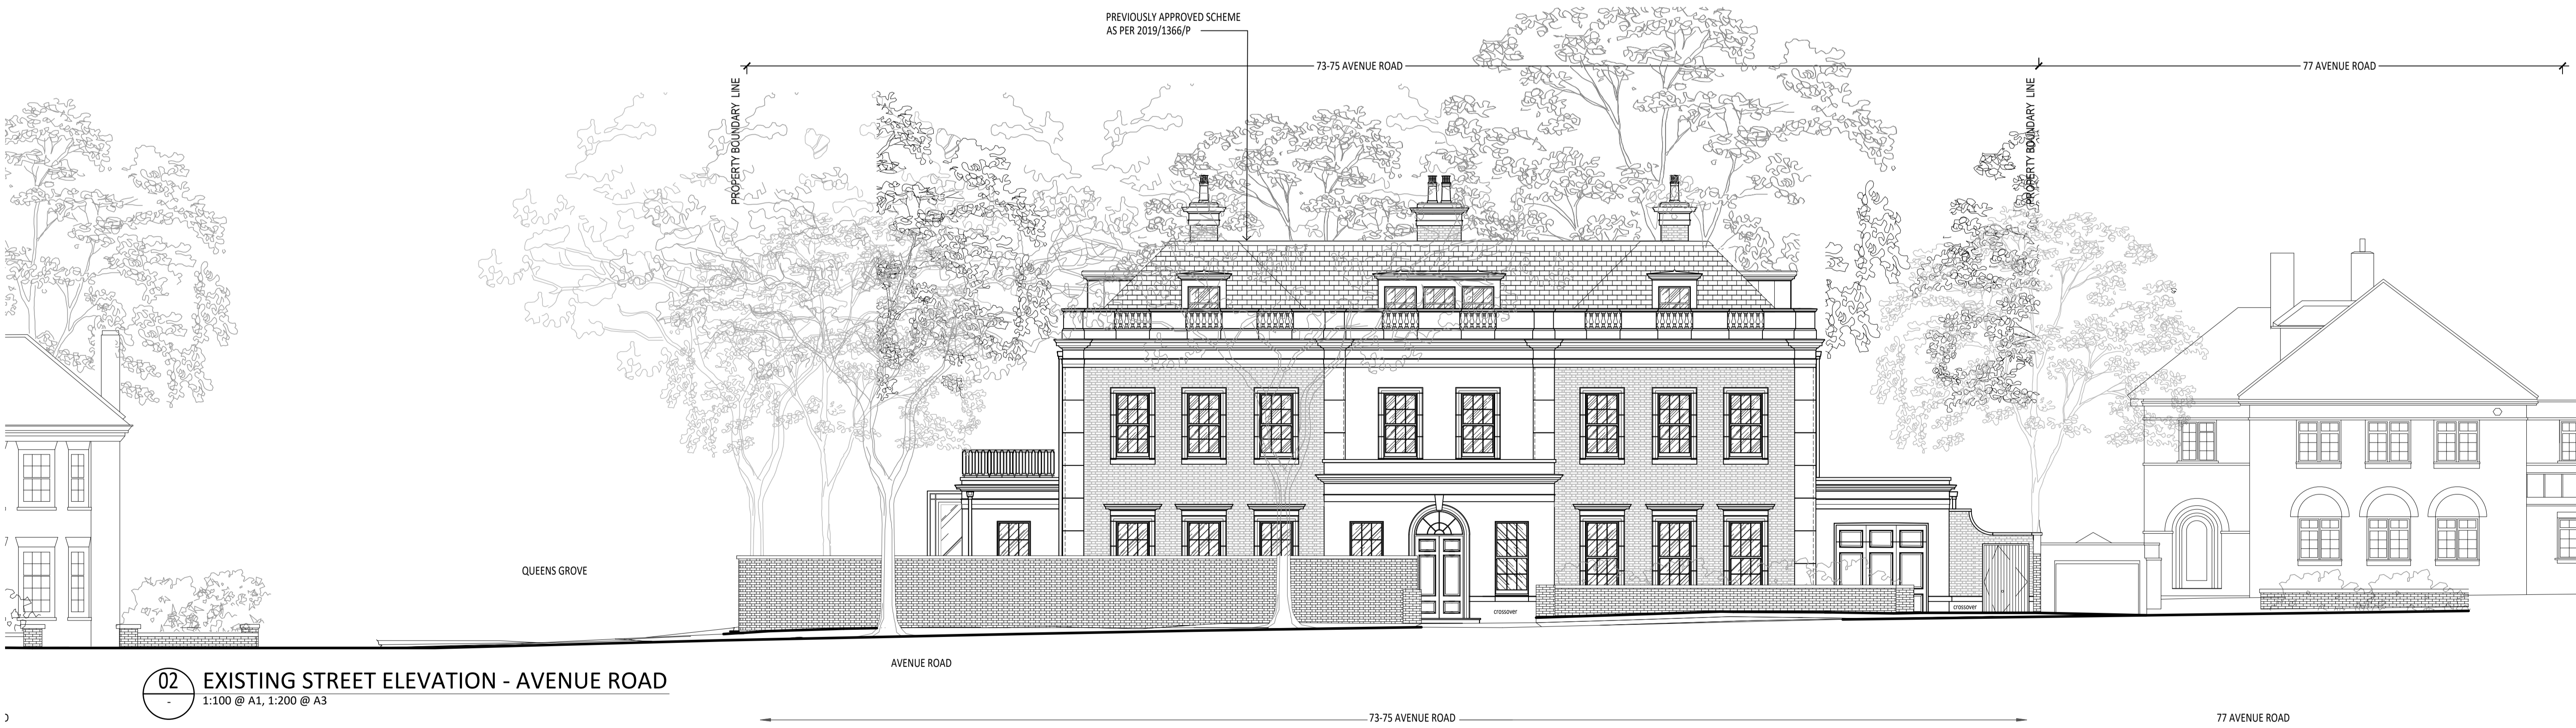 PREVIOUSLY APPROVED SCHEME
AS PER 2019/1366/P
73-75 AVENUE ROAD
77 AVENUE ROAD
PROPERTY BOUNDARY LINE
PROPERTY BOUNDARY LINE
QUEENS GROVE
crossover
crossover
AVENUE ROAD
02
-
EXISTING STREET ELEVATION - AVENUE ROAD
1:100 @ A1, 1:200 @ A3
73-75 AVENUE ROAD
77 AVENUE ROAD